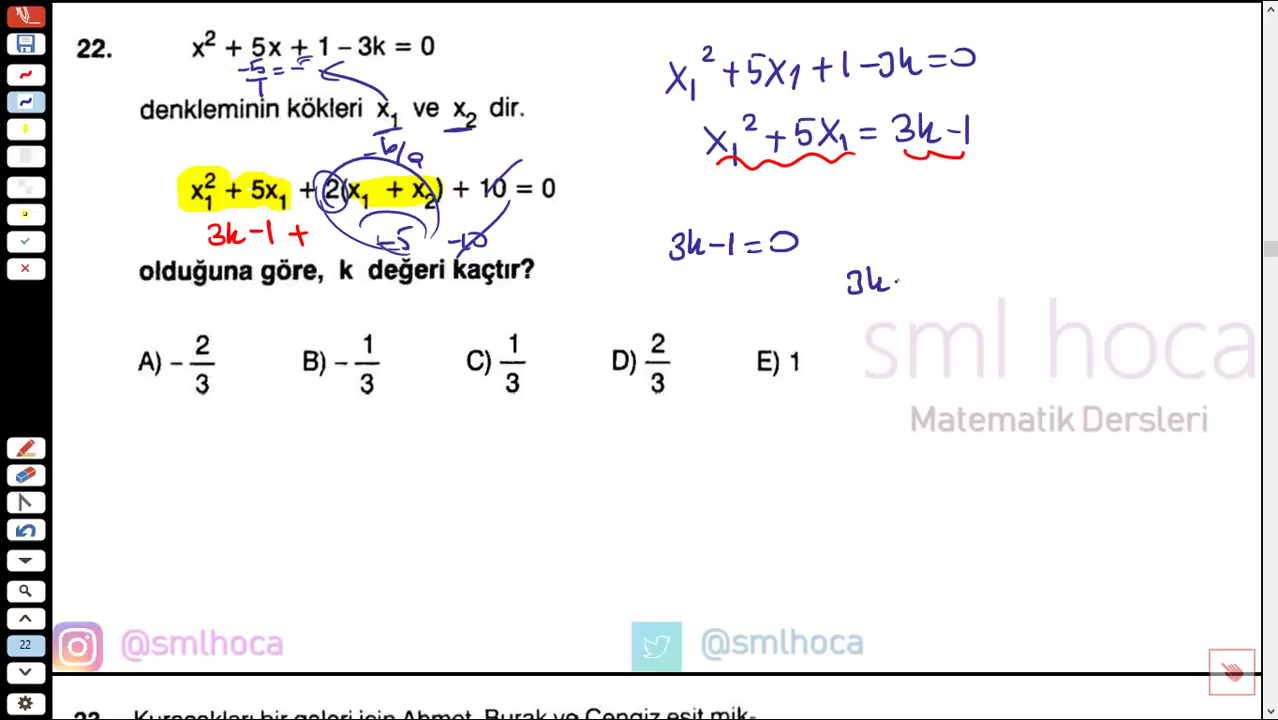 22. x² + 5x + 1 – 3k = 0
denkleminin kökleri x₁ ve x₂ dir.
-b/a
x₁² + 5x₁ + 2(x₁ + x₂) + 10 = 0
3k-1 + -5 -10
olduğuna göre, k değeri kaçtır?
A) – 2/3 B) – 1/3 C) 1/3 D) 2/3 E) 1
x₁² + 5x₁ + 1 - 3k = 0
x₁² + 5x₁ = 3k - 1
3k - 1 = 0
3k
sml hoca
Matematik Dersleri
@smlhoca @smlhoca
22